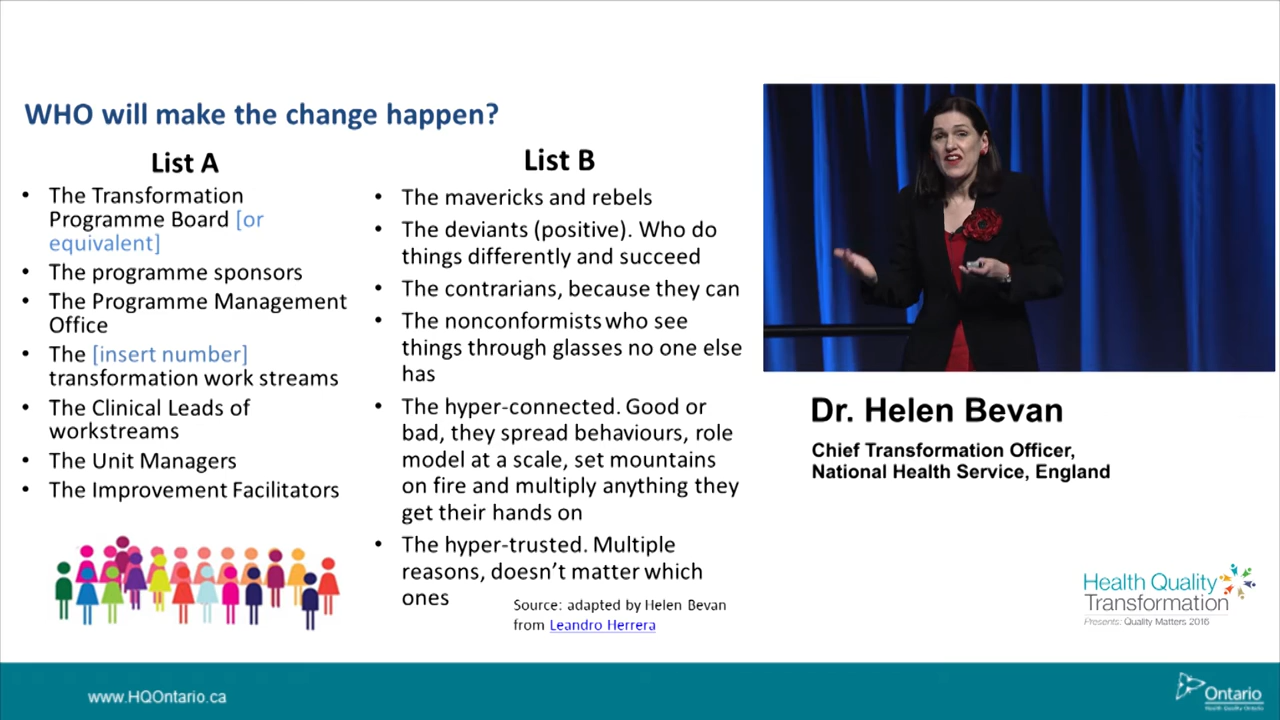 WHO will make the change happen?
List A
• The Transformation
Programme Board [or
equivalent]
• The programme sponsors
• The Programme Management
Office
• The [insert number]
transformation work streams
• The Clinical Leads of
workstreams
• The Unit Managers
• The Improvement Facilitators
List B
• The mavericks and rebels
• The deviants (positive). Who do
things differently and succeed
• The contrarians, because they can
• The nonconformists who see
things through glasses no one else
has
• The hyper-connected. Good or
bad, they spread behaviours, role
model at a scale, set mountains
on fire and multiply anything they
get their hands on
• The hyper-trusted. Multiple
reasons, doesn’t matter which
ones
Source: adapted by Helen Bevan
from Leandro Herrera
Dr. Helen Bevan
Chief Transformation Officer,
National Health Service, England
Health Quality
Transformation
Presents: Quality Matters 2016
www.HQOntario.ca
Ontario
Health Quality Ontario